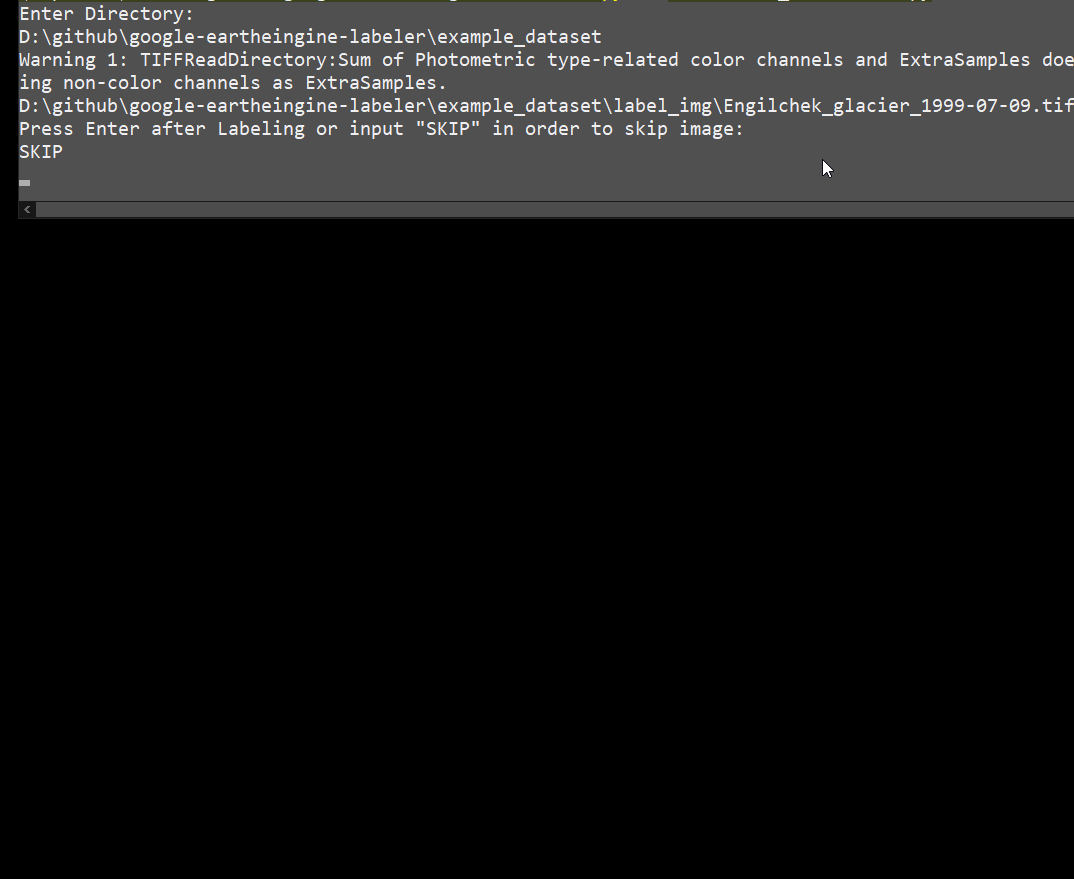 Enter Directory:
D:\github\google-eartheingine-labeler\example_dataset
Warning 1: TIFFReadDirectory:Sum of Photometric type-related color channels and ExtraSamples doe
ing non-color channels as ExtraSamples.
D:\github\google-eartheingine-labeler\example_dataset\label_img\Engilchek_glacier_1999-07-09.tif
Press Enter after Labeling or input "SKIP" in order to skip image:
SKIP